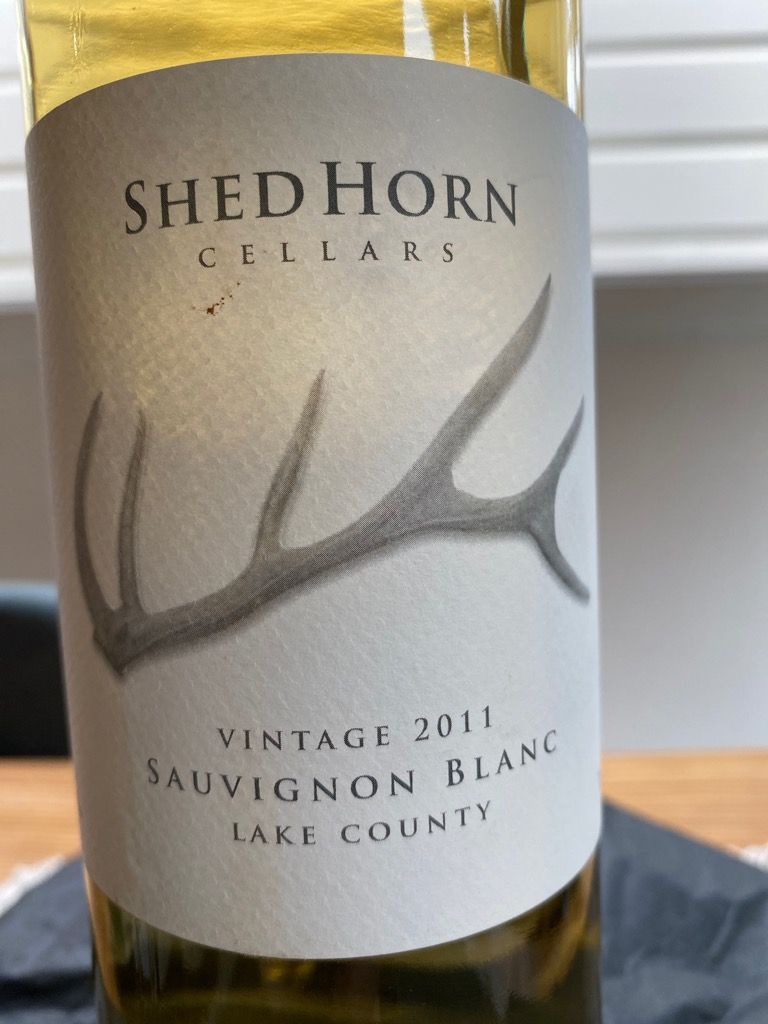 SHEDHORN
CELLARS
VINTAGE 2011
SAUVIGNON BLANC
LAKE COUNTY